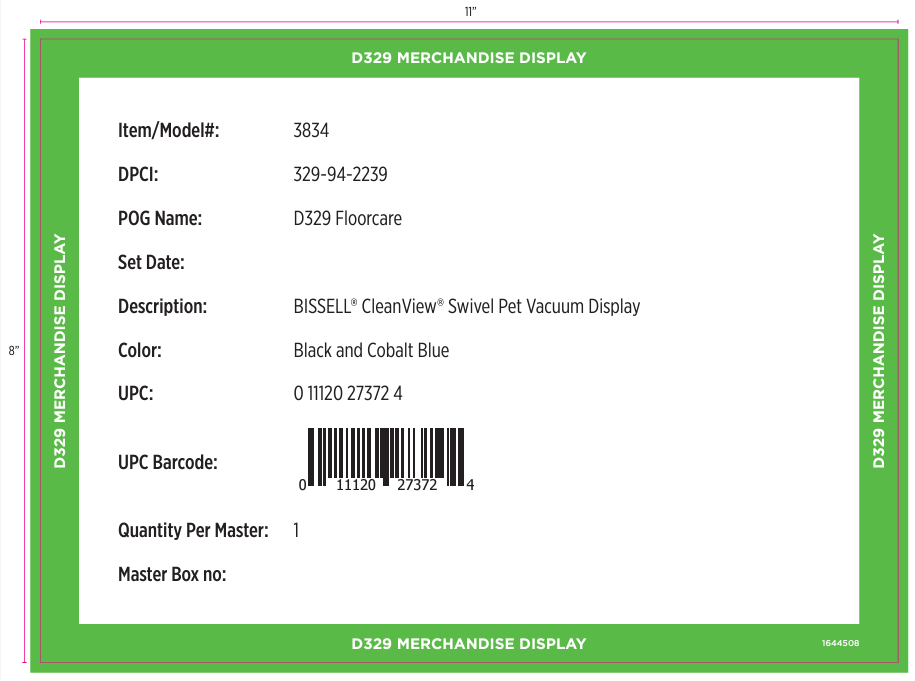 11”
D329 MERCHANDISE DISPLAY
Item/Model#: 3834
DPCI: 329-94-2239
POG Name: D329 Floorcare
Set Date:
Description: BISSELL® CleanView® Swivel Pet Vacuum Display
Color: Black and Cobalt Blue
UPC: 0 11120 27372 4
UPC Barcode:
0 11120 27372 4
Quantity Per Master: 1
Master Box no:
8”
D329 MERCHANDISE DISPLAY
D329 MERCHANDISE DISPLAY
D329 MERCHANDISE DISPLAY
1644508